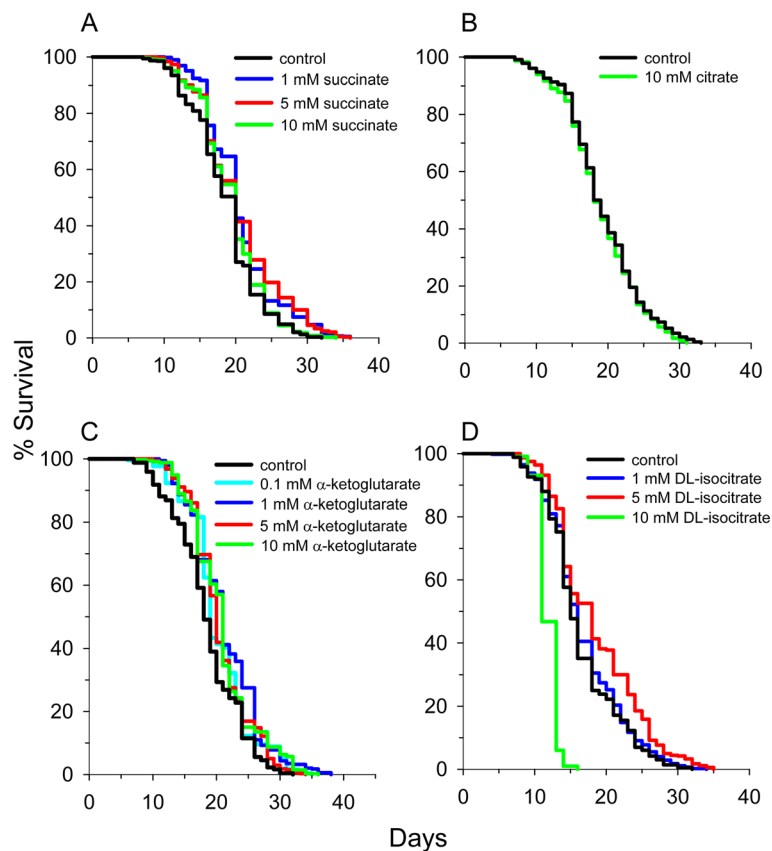 A
B
control
1 mM succinate
5 mM succinate
10 mM succinate
control
10 mM citrate
100
80
60
40
20
0
0 10 20 30 40
100
80
60
40
20
0
0 10 20 30 40
% Survival
C
D
control
0.1 mM α-ketoglutarate
1 mM α-ketoglutarate
5 mM α-ketoglutarate
10 mM α-ketoglutarate
control
1 mM DL-isocitrate
5 mM DL-isocitrate
10 mM DL-isocitrate
100
80
60
40
20
0
0 10 20 30 40
100
80
60
40
20
0
0 10 20 30 40
Days